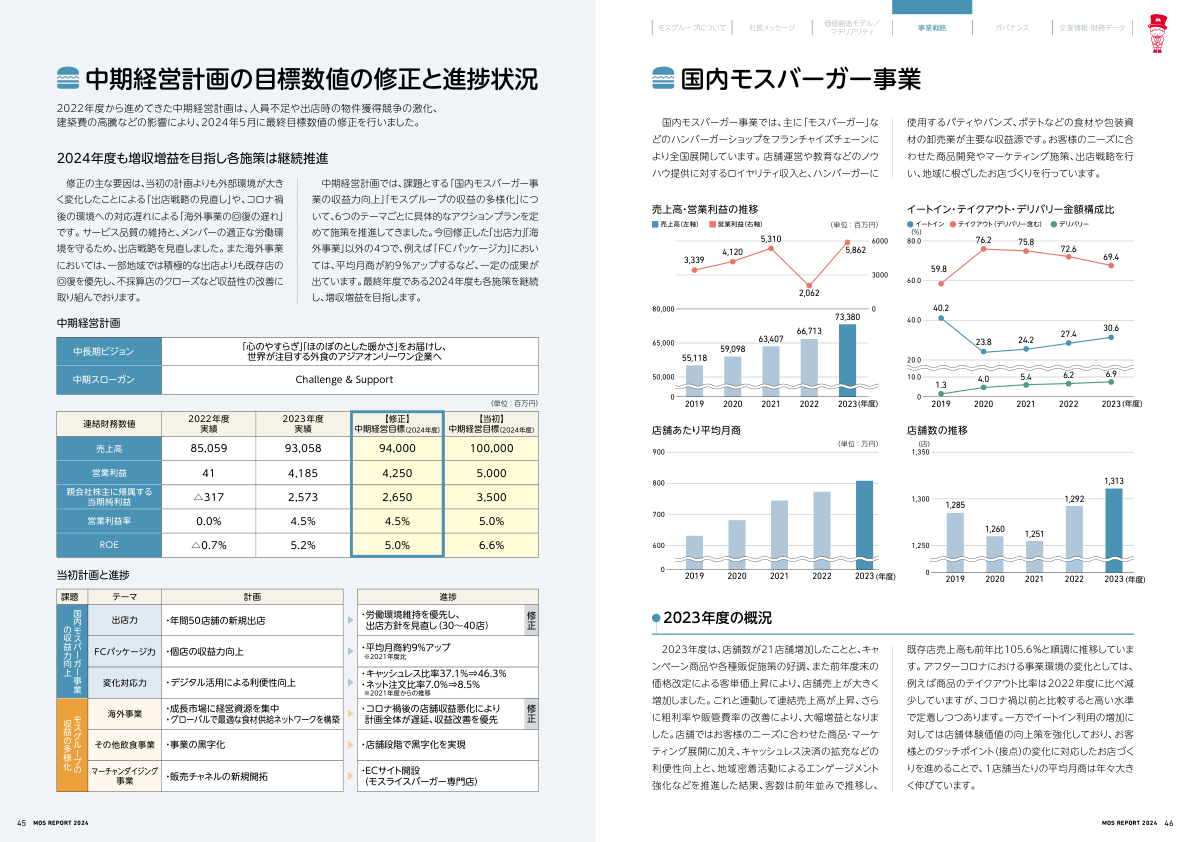 中期経営計画の目標数値の修正と進捗状況
2022年度から進めてきた中期経営計画は、人員不足や出店時の物件獲得競争の激化、
建築費の高騰などの影響により、2024年5月に最終目標数値の修正を行いました。
2024年度も増収増益を目指し各施策は継続推進
修正の主な要因は、当初の計画よりも外部環境が大き
く変化したことによる「出店戦略の見直し」や、コロナ禍
後の環境への対応遅れによる「海外事業の回復の遅れ」
です。サービス品質の維持と、メンバーの適正な労働環
境を守るため、出店戦略を見直しました。また海外事業
においては、一部地域では積極的な出店よりも既存店の
回復を優先し、不採算店のクローズなど収益性の改善に
取り組んでおります。
中期経営計画では、課題とする「国内モスバーガー事
業の収益力向上」「モスグループの収益の多様化」につ
いて、6つのテーマごとに具体的なアクションプランを定
めて施策を推進してきました。今回修正した「出店力」「海
外事業」以外の4つで、例えば「FCパッケージ力」におい
ては、平均月商が約9%アップするなど、一定の成果が
出ています。最終年度である2024年度も各施策を継続
し、増収増益を目指します。
中期経営計画
中長期ビジョン
「心のやすらぎ」「ほのぼのとした暖かさ」をお届けし、
世界が注目する外食のアジアオンリーワン企業へ
中期スローガン
Challenge & Support
(単位：百万円)
連結財務数値 2022年度 実績 2023年度 実績 【修正】 中期経営目標(2024年度) 【当初】 中期経営目標(2024年度)
売上高 85,059 93,058 94,000 100,000
営業利益 41 4,185 4,250 5,000
親会社株主に帰属する 当期純利益 △317 2,573 2,650 3,500
営業利益率 0.0% 4.5% 4.5% 5.0%
ROE △0.7% 5.2% 5.0% 6.6%
当初計画と進捗
課題 テーマ 計画 進捗
国内モスバーガー事業の収益力向上
出店力 ・年間50店舗の新規出店 ・労働環境維持を優先し、
出店方針を見直し(30〜40店) 修正
FCパッケージ力 ・個店の収益力向上 ・平均月商約9%アップ
※2021年度比
変化対応力 ・デジタル活用による利便性向上 ・キャッシュレス比率37.1%⇒46.3%
・ネット注文比率7.0%⇒8.5%
※2021年度からの推移
モスグループの収益の多様化
海外事業 ・成長市場に経営資源を集中
・グローバルで最適な食材供給ネットワークを構築
・コロナ禍後の店舗収益悪化により
計画全体が遅延、収益改善を優先 修正
その他飲食事業 ・事業の黒字化 ・店舗段階で黒字化を実現
マーチャンダイジング事業 ・販売チャネルの新規開拓 ・ECサイト開設
(モスライスバーガー専門店)
45 MOS REPORT 2024
モスグループについて 社長メッセージ 価値創造モデル／マテリアリティ 事業戦略 ガバナンス 企業情報・財務データ
国内モスバーガー事業
国内モスバーガー事業では、主に「モスバーガー」な
どのハンバーガーショップをフランチャイズチェーンに
より全国展開しています。店舗運営や教育などのノウ
ハウ提供に対するロイヤリティ収入と、ハンバーガーに
使用するパティやバンズ、ポテトなどの食材や包装資
材の卸売業が主要な収益源です。お客様のニーズに合
わせた商品開発やマーケティング施策、出店戦略を行
い、地域に根ざしたお店づくりを行っています。
売上高・営業利益の推移
売上高(左軸) 営業利益(右軸) (単位：百万円)
3,339 4,120 5,310 2,062 5,862
6000
3000
0
80,000
65,000
50,000
0
55,118 59,098 63,407 66,713 73,380
2019 2020 2021 2022 2023(年度)
イートイン・テイクアウト・デリバリー金額構成比
イートイン テイクアウト(デリバリー含む) デリバリー
(%)
80.0
60.0
40.0
20.0
10.0
0
59.8 76.2 75.8 72.6 69.4
40.2 23.8 24.2 27.4 30.6
1.3 4.0 5.4 6.2 6.9
2019 2020 2021 2022 2023(年度)
店舗あたり平均月商
(単位：万円)
900
800
700
600
0
2019 2020 2021 2022 2023(年度)
店舗数の推移
(店)
1,350
1,300
1,250
0
1,285 1,260 1,251 1,292 1,313
2019 2020 2021 2022 2023(年度)
2023年度の概況
2023年度は、店舗数が21店舗増加したことと、キャ
ンペーン商品や各種販促施策の好調、また前年度末の
価格改定による客単価上昇により、店舗売上が大きく
増加しました。これと連動して連結売上高が上昇、さら
に粗利率や販管費率の改善により、大幅増益となりま
した。店舗ではお客様のニーズに合わせた商品・マーケ
ティング展開に加え、キャッシュレス決済の拡充などの
利便性向上と、地域密着活動によるエンゲージメント
強化などを推進した結果、客数は前年並みで推移し、
既存店売上高も前年比105.6%と順調に推移していま
す。アフターコロナにおける事業環境の変化としては、
例えば商品のテイクアウト比率は2022年度に比べ減
少していますが、コロナ禍以前と比較すると高い水準
で定着しつつあります。一方でイートイン利用の増加に
対しては店舗体験価値の向上策を強化しており、お客
様とのタッチポイント(接点)の変化に対応したお店づく
りを進めることで、1店舗当たりの平均月商は年々大き
く伸びています。
MOS REPORT 2024 46